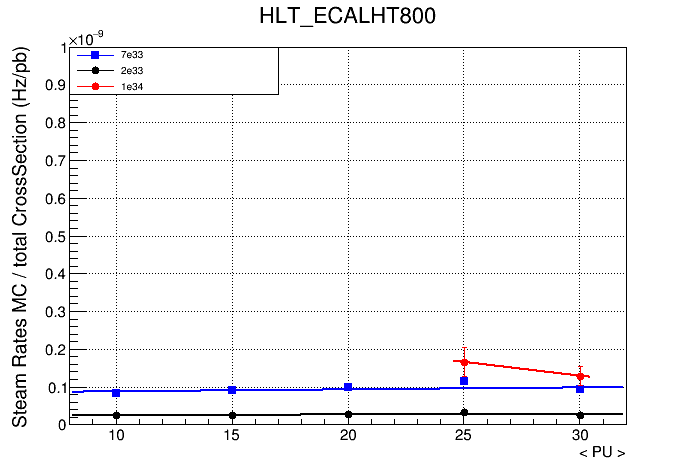 HLT_ECALHT800
×10⁻⁹
Steam Rates MC / total CrossSection (Hz/pb)
1
0.9
0.8
0.7
0.6
0.5
0.4
0.3
0.2
0.1
0
7e33
2e33
1e34
10 15 20 25 30
< PU >